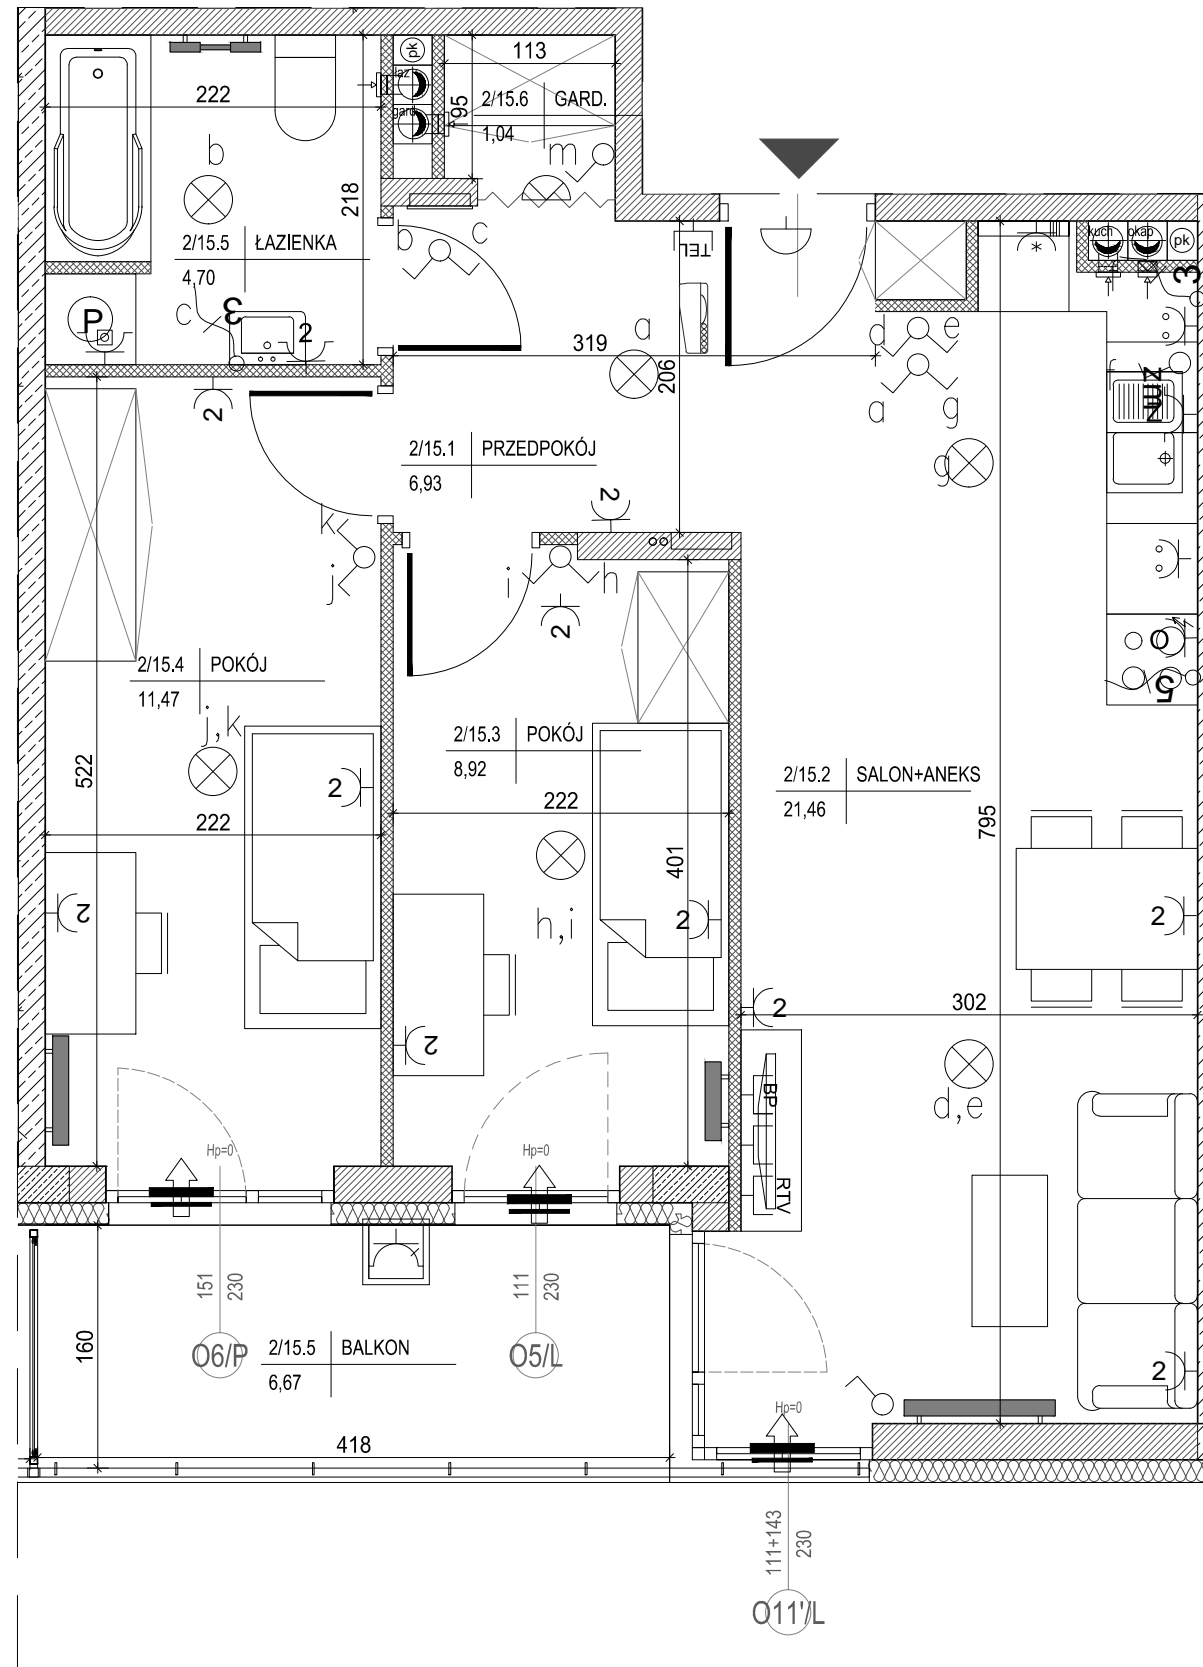 pk
łaz
gard.
113
222
2/15.6 GARD.
1,04
95
b
m
218
2/15.5 ŁAZIENKA
4,70
b
c
TEL
*
kuch
okap
pk
3
c
3
P
2
a
319
206
d
e
a
g
g
f
ZMW
2
2/15.1 PRZEDPOKÓJ
6,93
2
k
j
i
h
2
2/15.4 POKÓJ
11,47
j,k
522
222
2
2/15.3 POKÓJ
8,92
222
401
2/15.2 SALON+ANEKS
21,46
795
5
h,i
2
2
2
2
2
302
d,e
BP
RTV
Hp=0
Hp=0
151
230
111
230
O6/P
O5/L
2/15.5 BALKON
6,67
160
418
2
Hp=0
111+143
230
O11'/L